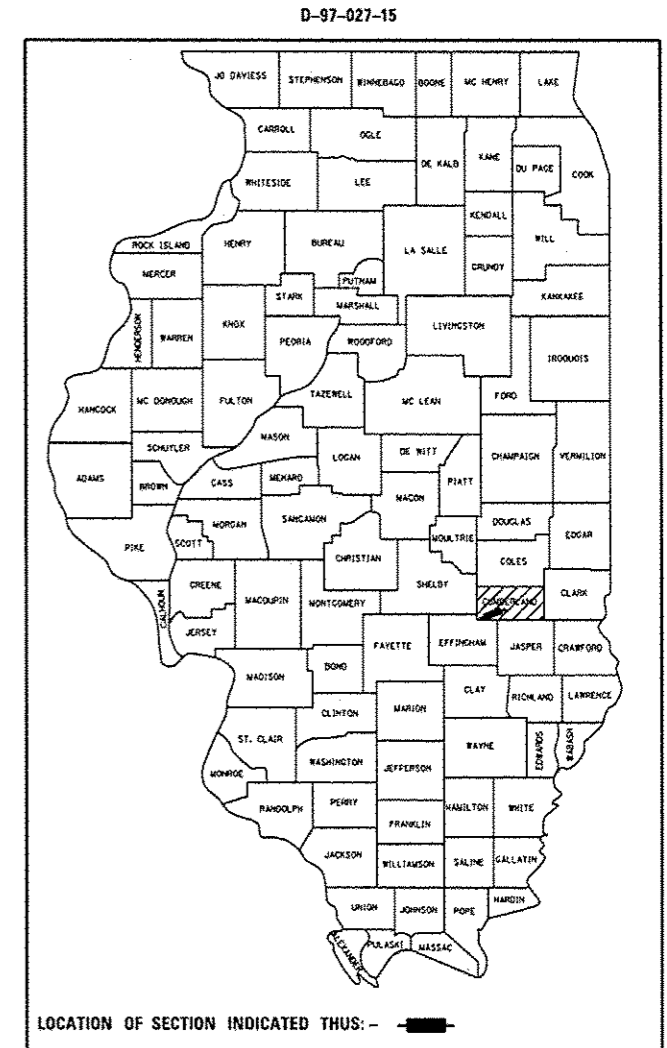 D-97-027-15
JO DAVIESS STEPHENSON WINNEBAGO BOONE MC HENRY LAKE
CARROLL OGLE DE KALB KANE DU PAGE COOK
WHITESIDE LEE
KENDALL WILL
ROCK ISLAND HENRY BUREAU LA SALLE GRUNDY
MERCER PUTNAM
STARK MARSHALL KANKAKEE
HENDERSON WARREN KNOX PEORIA WOODFORD LIVINGSTON IROQUOIS
HANCOCK MC DONOUGH FULTON TAZEWELL MC LEAN FORD
SCHUYLER MASON LOGAN DE WITT CHAMPAIGN VERMILION
ADAMS BROWN CASS MENARD MACON PIATT
PIKE SCOTT MORGAN SANGAMON CHRISTIAN MOULTRIE DOUGLAS EDGAR
COLES
CALHOUN GREENE MACOUPIN MONTGOMERY SHELBY CUMBERLAND CLARK
JERSEY FAYETTE EFFINGHAM JASPER CRAWFORD
MADISON BOND
CLAY RICHLAND LAWRENCE
CLINTON MARION
ST. CLAIR WASHINGTON WAYNE EDWARDS WABASH
MONROE JEFFERSON
RANDOLPH PERRY HAMILTON WHITE
FRANKLIN
JACKSON WILLIAMSON SALINE GALLATIN
UNION JOHNSON POPE HARDIN
ALEXANDER PULASKI MASSAC
LOCATION OF SECTION INDICATED THUS: -